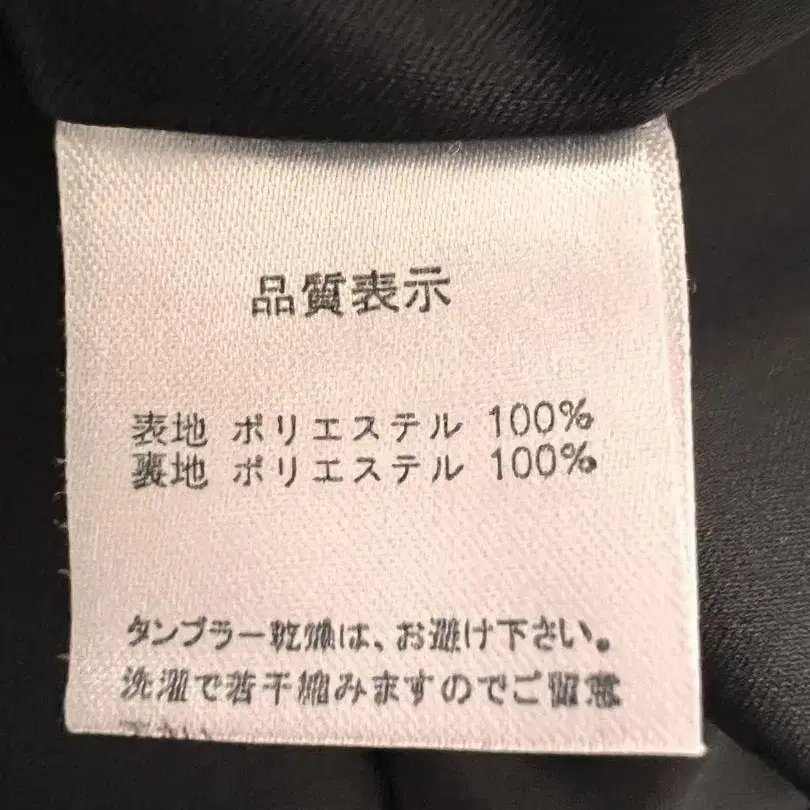 品質表示
表地 ポリエステル 100%
裏地 ポリエステル 100%
タンブラー乾燥は、お避け下さい。
洗濯で若干縮みますのでご留意